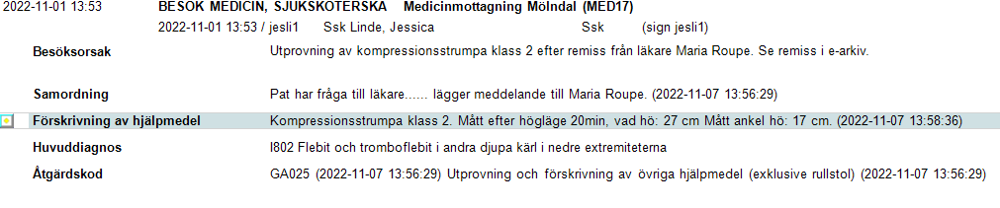 2022-11-01 13:53 BESÖK MEDICIN, SJUKSKÖTERSKA Medicinmottagning Mölndal (MED17)
2022-11-01 13:53 / jesli1 Ssk Linde, Jessica Ssk (sign jesli1)
Besöksorsak Utprovning av kompressionsstrumpa klass 2 efter remiss från läkare Maria Roupe. Se remiss i e-arkiv.
Samordning Pat har fråga till läkare...... lägger meddelande till Maria Roupe. (2022-11-07 13:56:29)
Förskrivning av hjälpmedel Kompressionsstrumpa klass 2. Mått efter högläge 20min, vad hö: 27 cm Mått ankel hö: 17 cm. (2022-11-07 13:58:36)
Huvuddiagnos I802 Flebit och tromboflebit i andra djupa kärl i nedre extremiteterna
Åtgärdskod GA025 (2022-11-07 13:56:29) Utprovning och förskrivning av övriga hjälpmedel (exklusive rullstol) (2022-11-07 13:56:29)